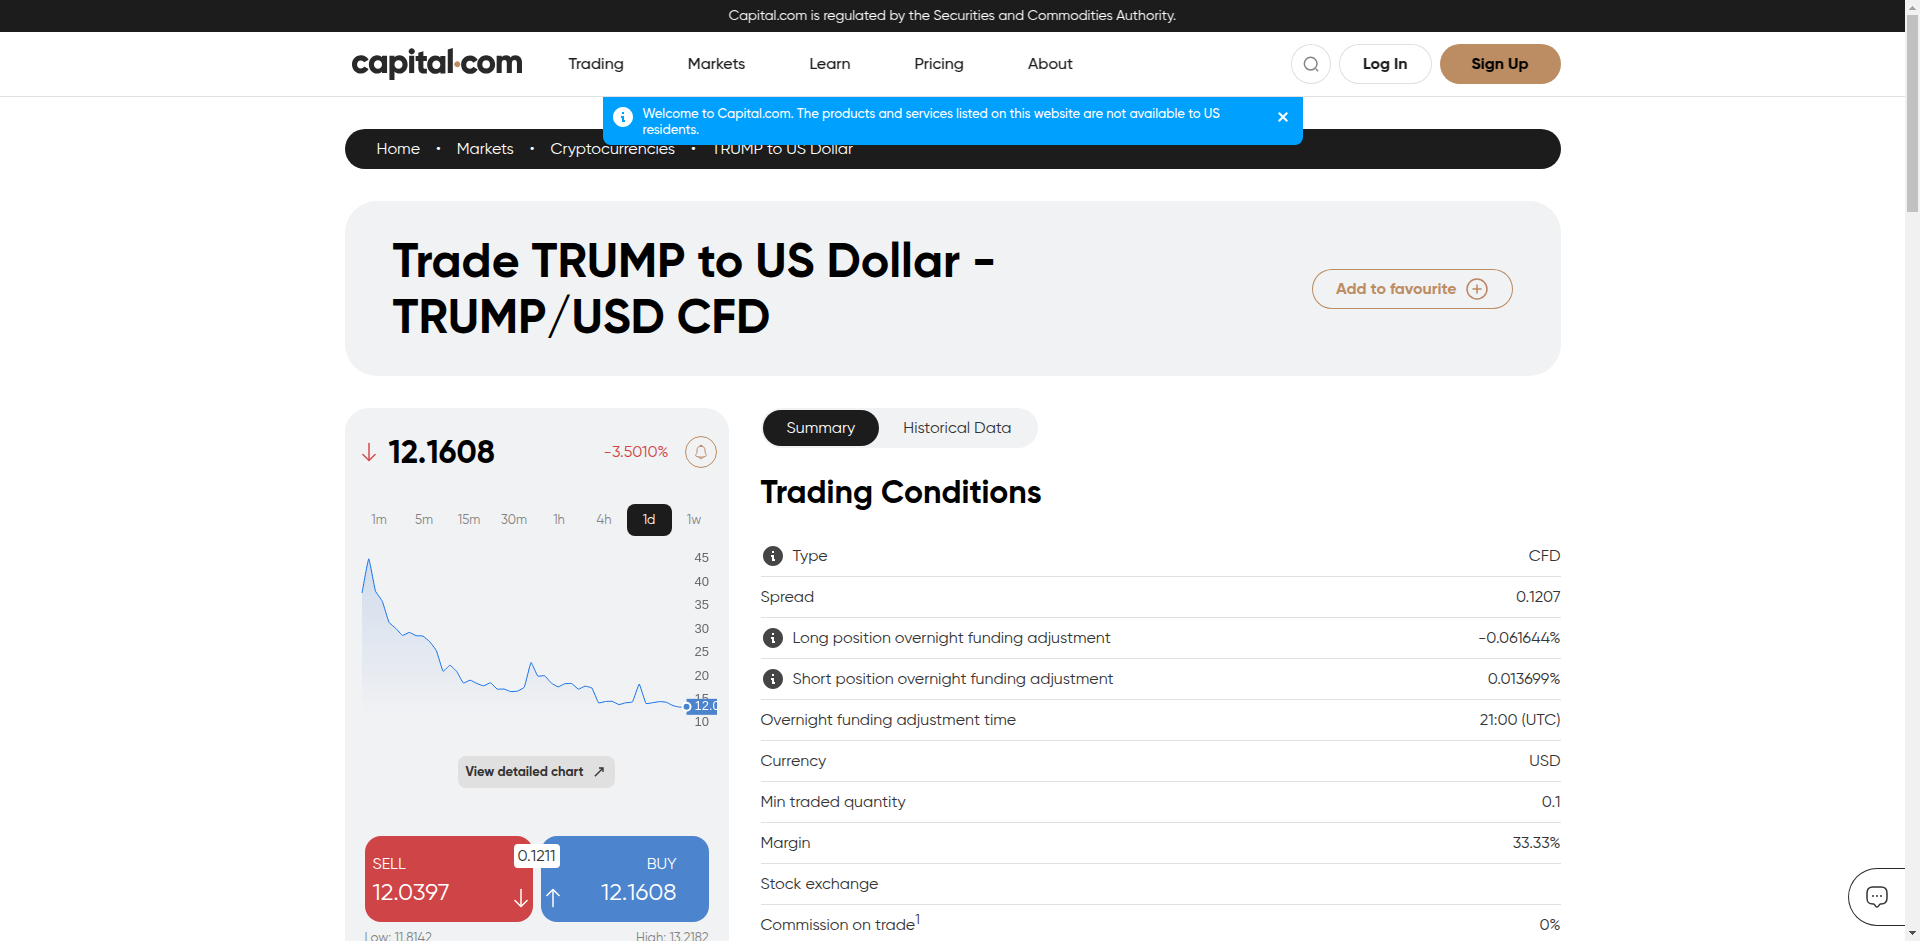 Capital.com is regulated by the Securities and Commodities Authority.
capital.com
Trading
Markets
Learn
Pricing
About
Log In
Sign Up
Welcome to Capital.com. The products and services listed on this website are not available to US
residents.
Home • Markets • Cryptocurrencies • TRUMP to US Dollar
Trade TRUMP to US Dollar -
TRUMP/USD CFD
Add to favourite
12.1608
-3.5010%
1m 5m 15m 30m 1h 4h 1d 1w
45
40
35
30
25
20
15
12.0
10
View detailed chart
SELL
12.0397
0.1211
BUY
12.1608
Low: 11.8142
High: 13.2182
Summary
Historical Data
Trading Conditions
Type CFD
Spread 0.1207
Long position overnight funding adjustment -0.061644%
Short position overnight funding adjustment 0.013699%
Overnight funding adjustment time 21:00 (UTC)
Currency USD
Min traded quantity 0.1
Margin 33.33%
Stock exchange
Commission on trade1 0%